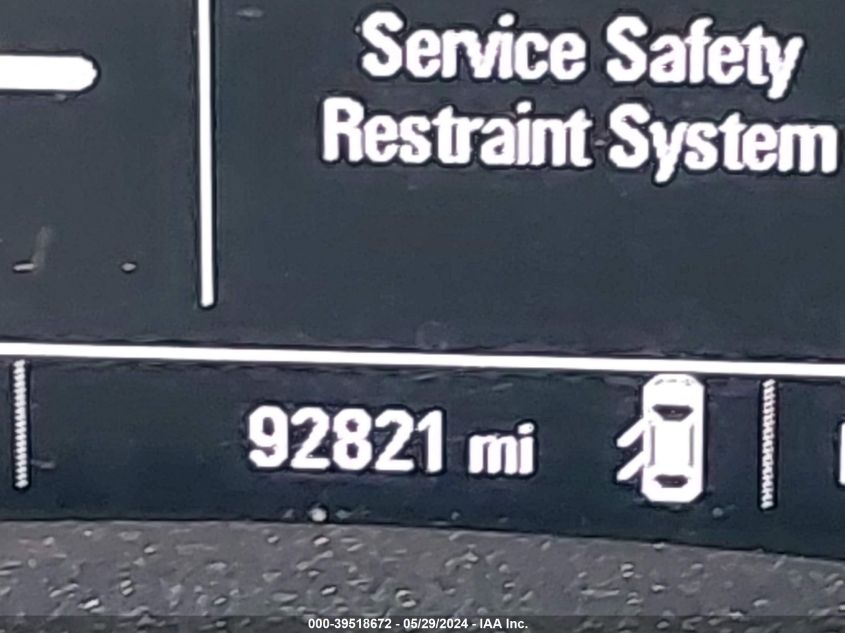 Service Safety
Restraint System
92821 mi
000-39518672 - 05/29/2024 - IAA Inc.